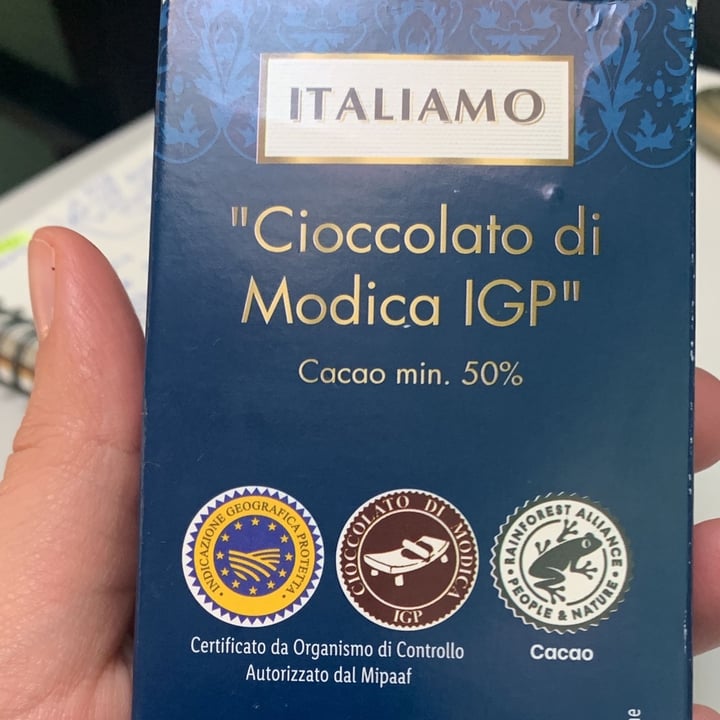 ITALIAMO
"Cioccolato di
Modica IGP"
Cacao min. 50%
INDICAZIONE GEOGRAFICA PROTETTA
CIOCCOLATO DI MODICA
IGP
RAINFOREST ALLIANCE
PEOPLE & NATURE
Certificato da Organismo di Controllo
Autorizzato dal Mipaaf
Cacao